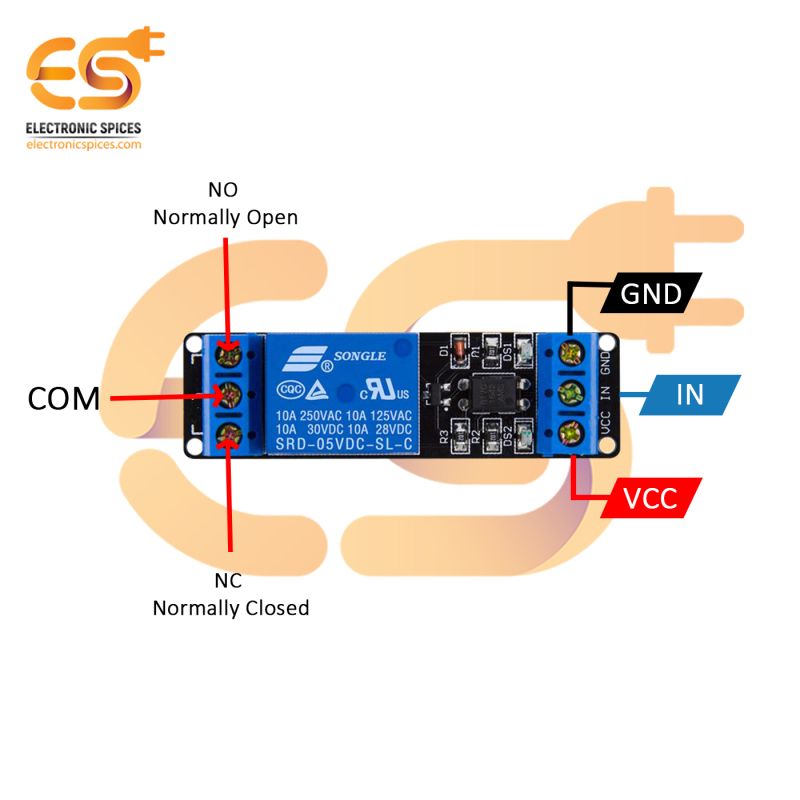 ELECTRONIC SPICES
electronicspices.com
NO
Normally Open
GND
COM
SONGLE
®
CQC
C US
10A 250VAC 10A 125VAC
10A 30VDC 10A 28VDC
SRD-05VDC-SL-C
D1
R1
DS1
R3
R2
DS2
GND
IN
VCC
IN
VCC
NC
Normally Closed